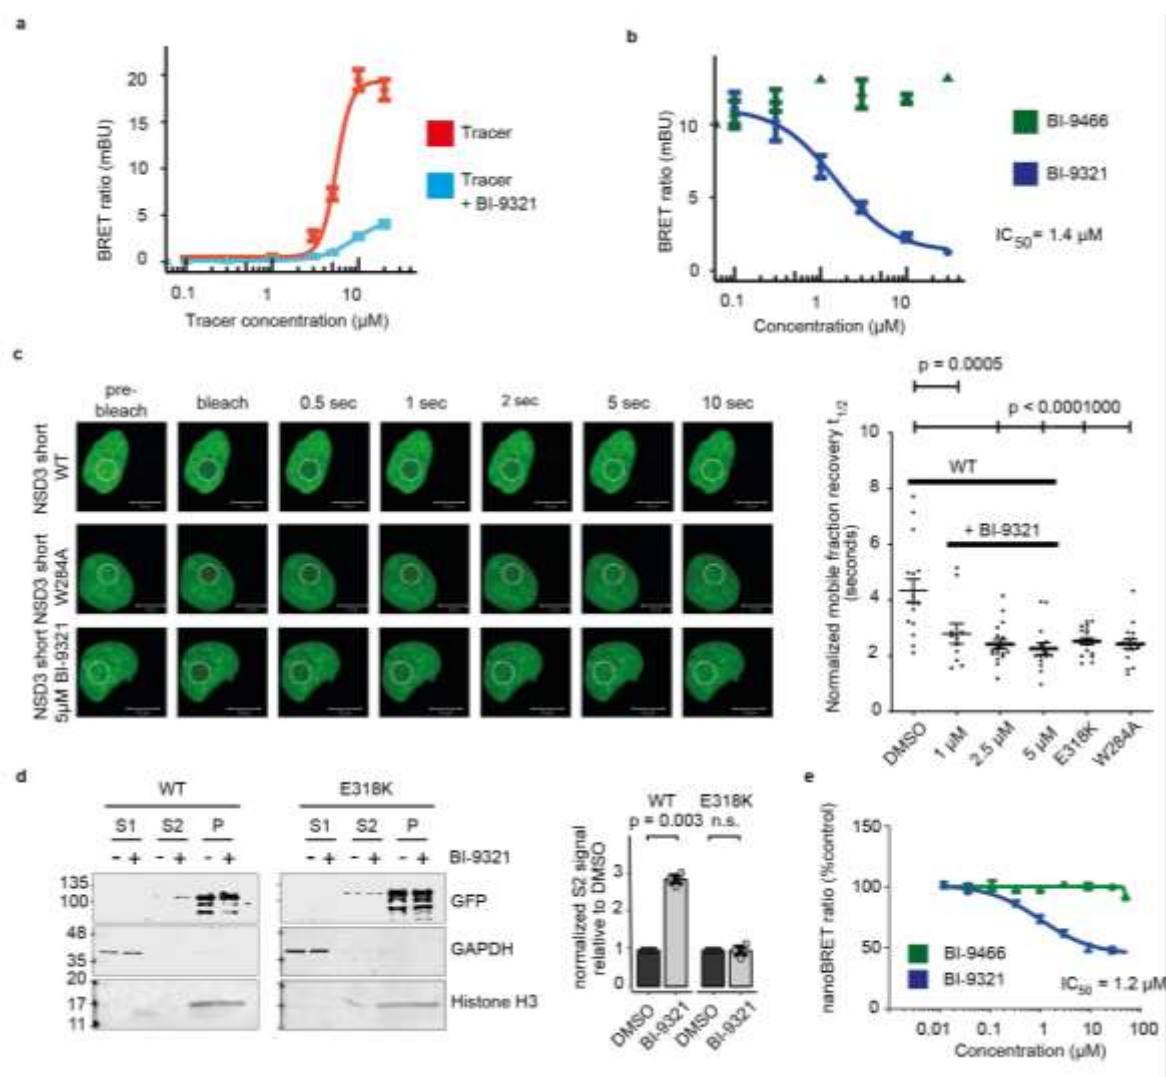 a
BRET ratio (mBU)
20
15
10
5
0
0.1
1
10
Tracer concentration (µM)
Tracer
Tracer
+ BI-9321
b
BRET ratio (mBU)
10
5
0
0.1
1
10
Concentration (µM)
BI-9466
BI-9321
IC50 = 1.4 µM
c
pre-
bleach
bleach
0.5 sec
1 sec
2 sec
5 sec
10 sec
NSD3 short
WT
NSD3 short
W284A
NSD3 short
5µM BI-9321
p = 0.0005
p < 0.0001000
Normalized mobile fraction recovery t1/2
(seconds)
10
8
6
4
2
0
WT
+ BI-9321
DMSO
1 µM
2.5 µM
5 µM
E318K
W284A
d
WT
E318K
S1 S2 P
S1 S2 P
- + - + - +
- + - + - +
BI-9321
135
100
GFP
48
35
GAPDH
20
17
11
Histone H3
WT E318K
p = 0.003 n.s.
normalized S2 signal
relative to DMSO
3
2
1
0
DMSO
BI-9321
DMSO
BI-9321
e
nanoBRET ratio (%control)
150
100
50
0
BI-9466
BI-9321
IC50 = 1.2 µM
0.01
0.1
1
10
100
Concentration (µM)